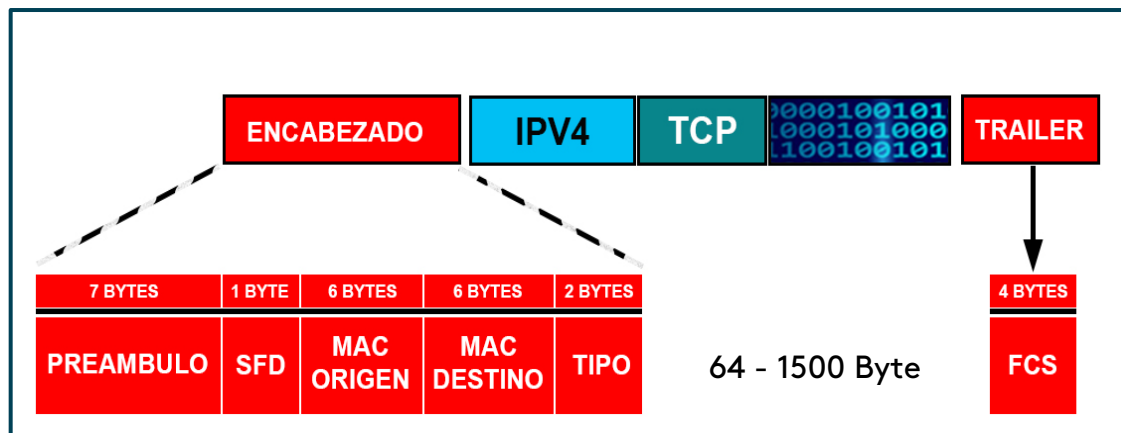 ENCABEZADO
IPV4
TCP
0000100101
1000101000
1100100101
TRAILER
7 BYTES
1 BYTE
6 BYTES
6 BYTES
2 BYTES
4 BYTES
PREAMBULO
SFD
MAC
ORIGEN
MAC
DESTINO
TIPO
64 - 1500 Byte
FCS